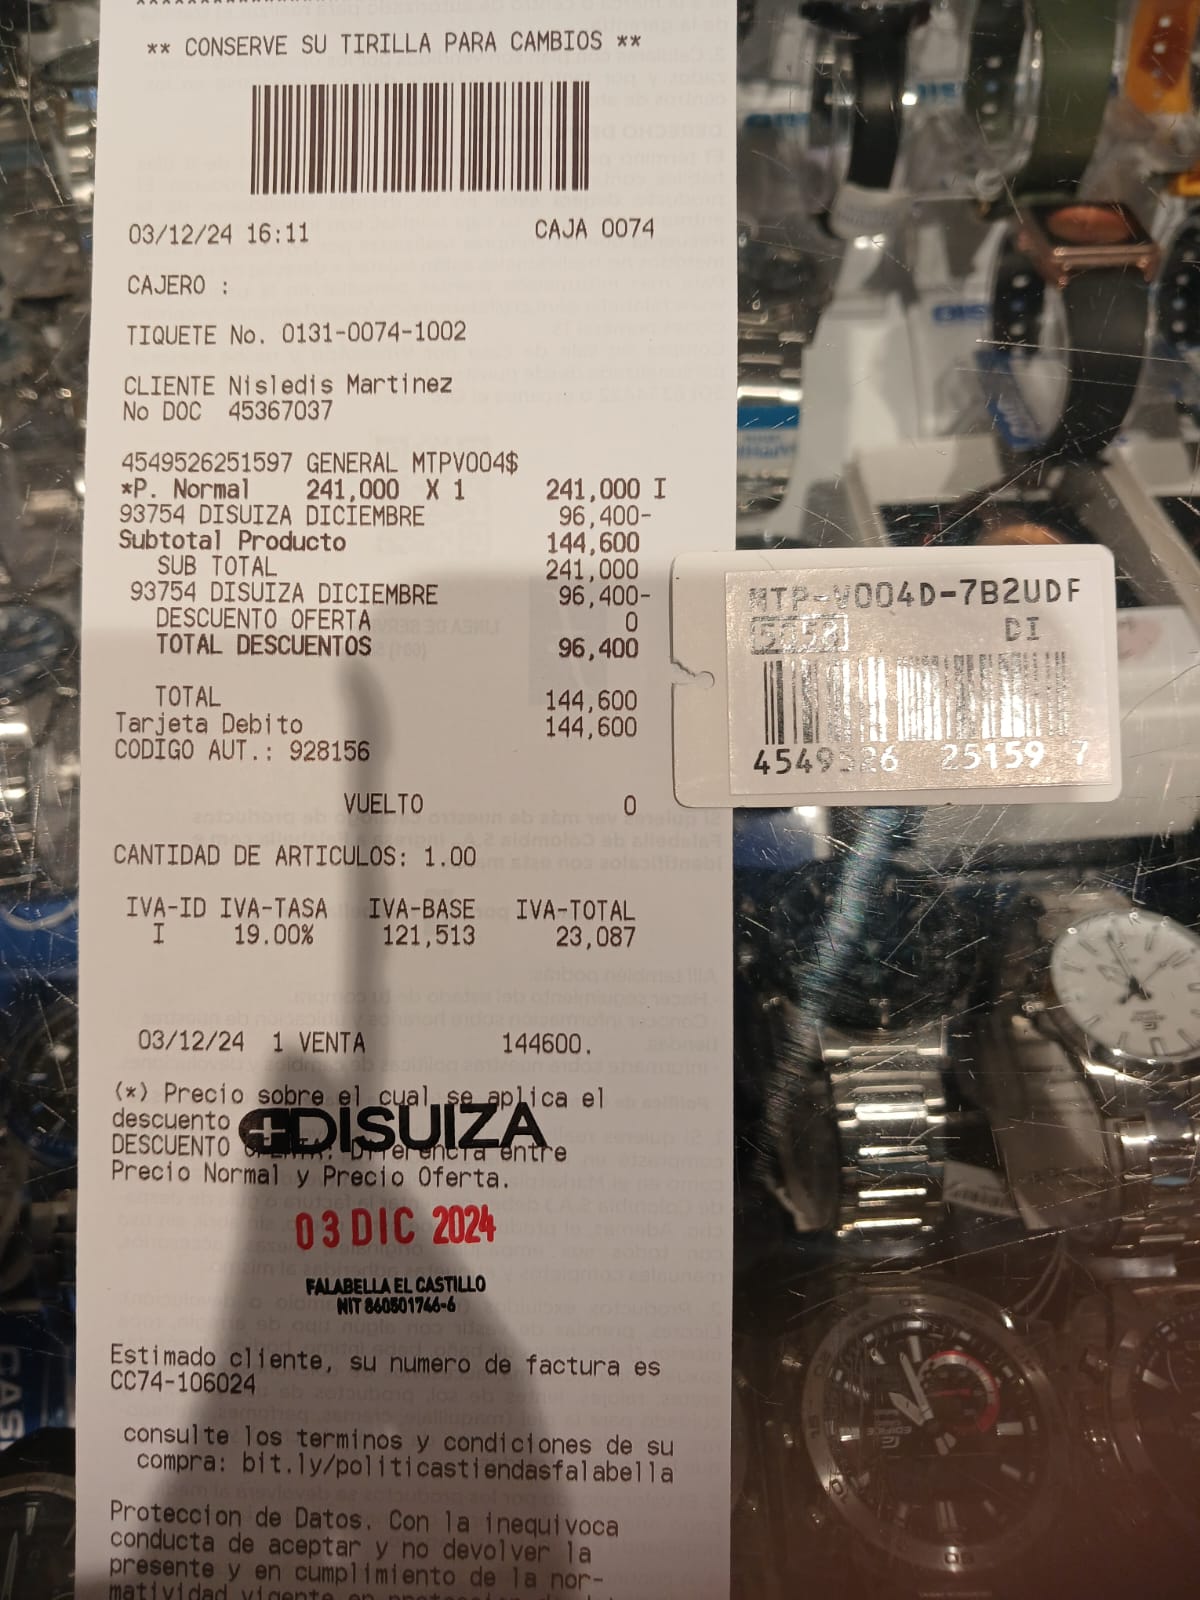 ** CONSERVE SU TIRILLA PARA CAMBIOS **
03/12/24 16:11 CAJA 0074
CAJERO :
TIQUETE No. 0131-0074-1002
CLIENTE Nisledis Martinez
No DOC 45367037
4549526251597 GENERAL MTPV004$
*P. Normal 241,000 X 1 241,000 I
93754 DISUIZA DICIEMBRE 96,400-
Subtotal Producto 144,600
SUB TOTAL 241,000
93754 DISUIZA DICIEMBRE 96,400-
DESCUENTO OFERTA 0
TOTAL DESCUENTOS 96,400
TOTAL 144,600
Tarjeta Debito 144,600
CODIGO AUT.: 928156
VUELTO 0
CANTIDAD DE ARTICULOS: 1.00
IVA-ID IVA-TASA IVA-BASE IVA-TOTAL
I 19.00% 121,513 23,087
03/12/24 1 VENTA 144600.
(*) Precio sobre el cual se aplica el
descuento
DISUIZA
DESCUENTO OFERTA: Diferencia entre
Precio Normal y Precio Oferta.
03 DIC 2024
FALABELLA EL CASTILLO
NIT 860501746-6
Estimado cliente, su numero de factura es
CC74-106024
consulte los terminos y condiciones de su
compra: bit.ly/politicastiendasfalabella
Proteccion de Datos. Con la inequivoca
conducta de aceptar y no devolver la
presente y en cumplimiento de la nor-
matividad vigente en
MTP-V004D-7B2UDF
DI
4549526 25159 7
EDIFICE